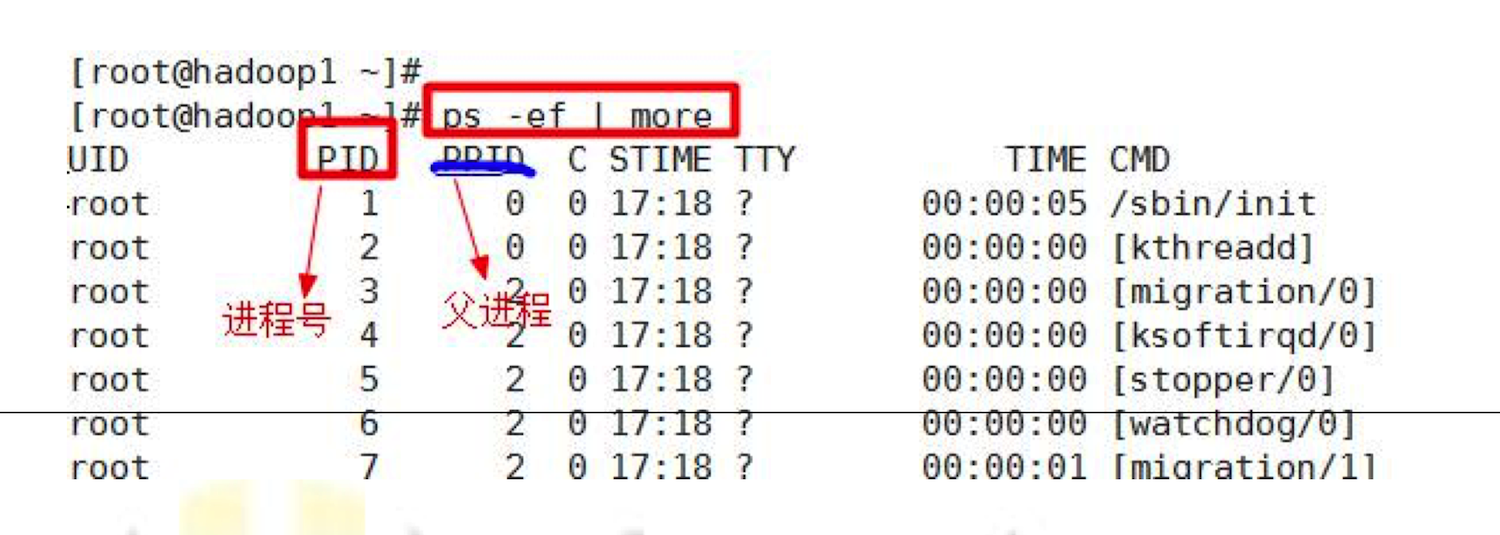 [root@hadoop1 ~]#
[root@hadoop1 ~]# ps -ef | more
UID PID PPID C STIME TTY TIME CMD
root 1 0 0 17:18 ? 00:00:05 /sbin/init
root 2 0 0 17:18 ? 00:00:00 [kthreadd]
root 3 2 0 17:18 ? 00:00:00 [migration/0]
进程号 父进程
root 4 2 0 17:18 ? 00:00:00 [ksoftirqd/0]
root 5 2 0 17:18 ? 00:00:00 [stopper/0]
root 6 2 0 17:18 ? 00:00:00 [watchdog/0]
root 7 2 0 17:18 ? 00:00:01 [migration/1]